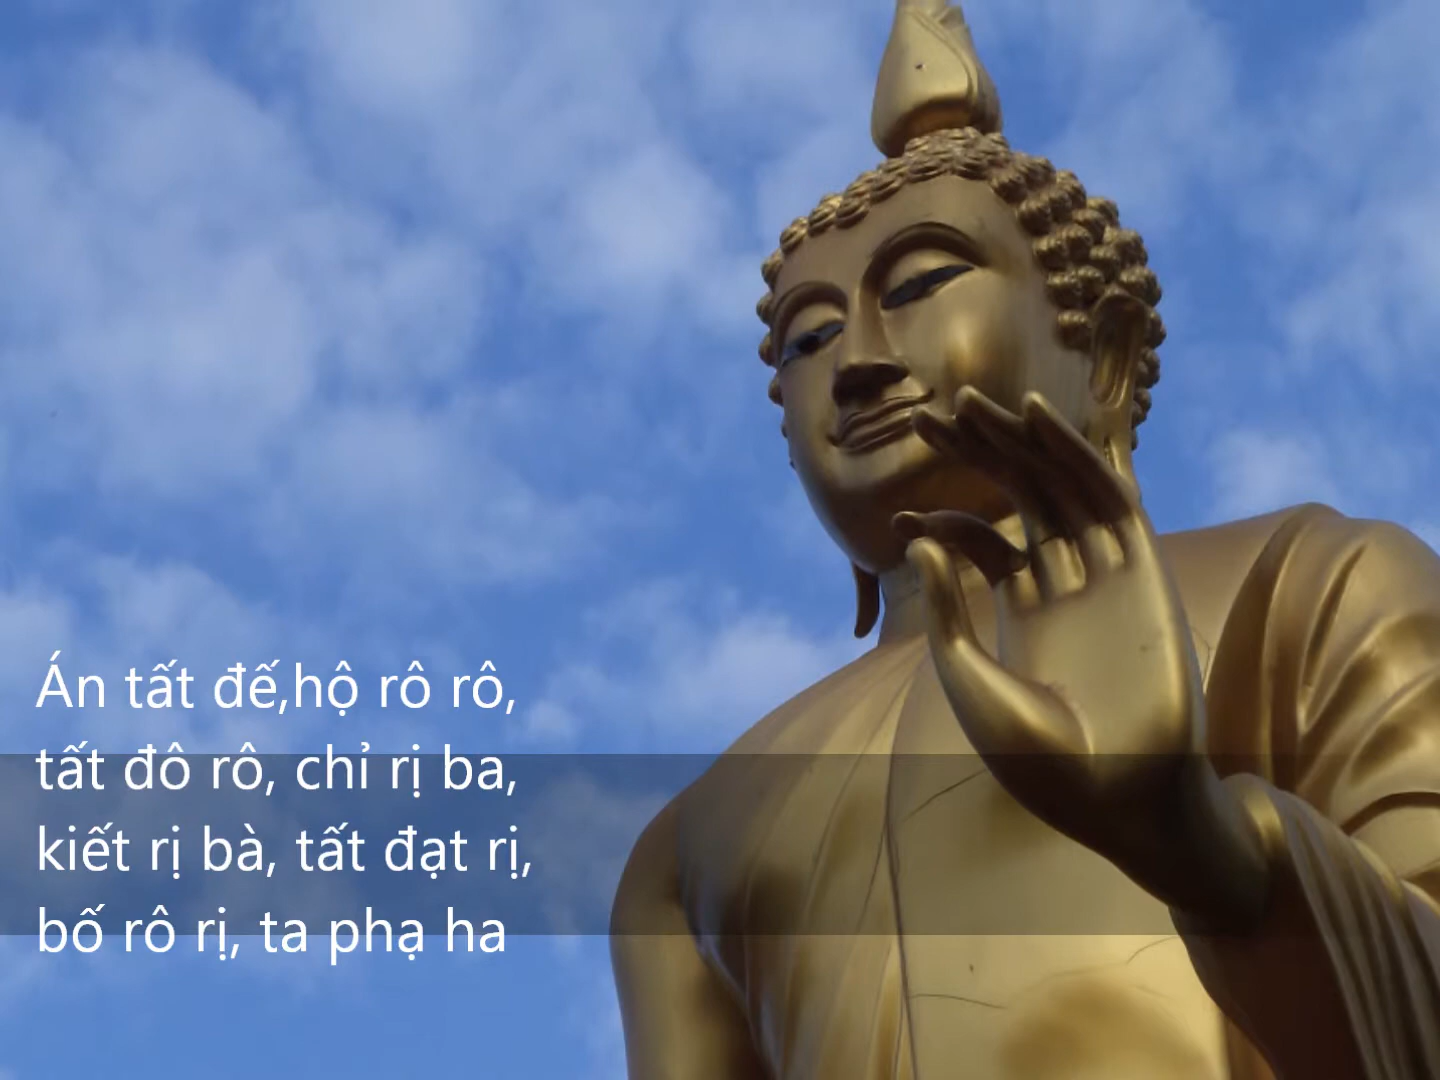 Án tất đế,hộ rô rô,
tất đô rô, chỉ rị ba,
kiết rị bà, tất đạt rị,
bố rô rị, ta phạ ha